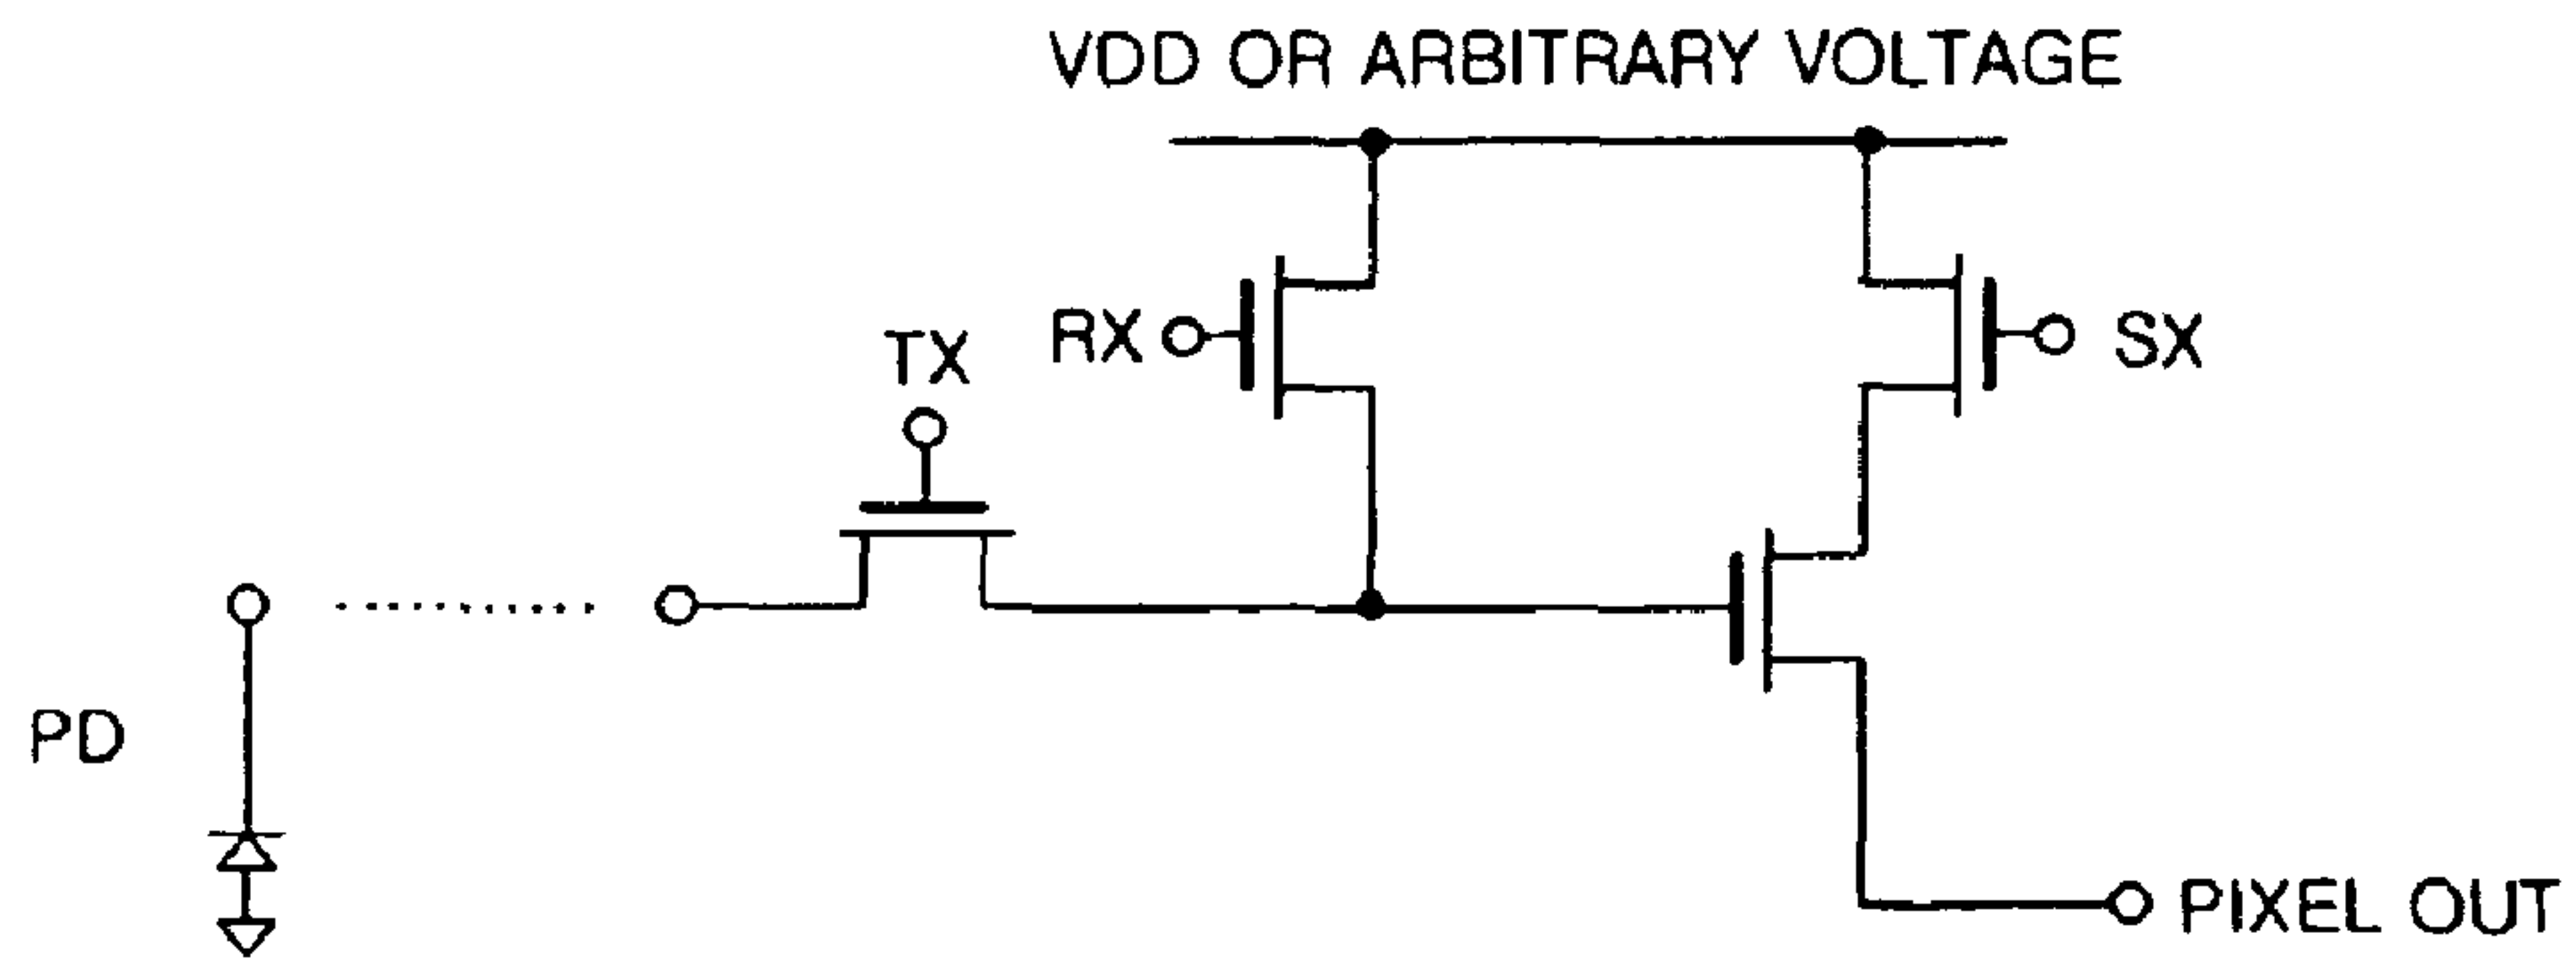 VDD OR ARBITRARY VOLTAGE
TX
RX
SX
PD
PIXEL OUT